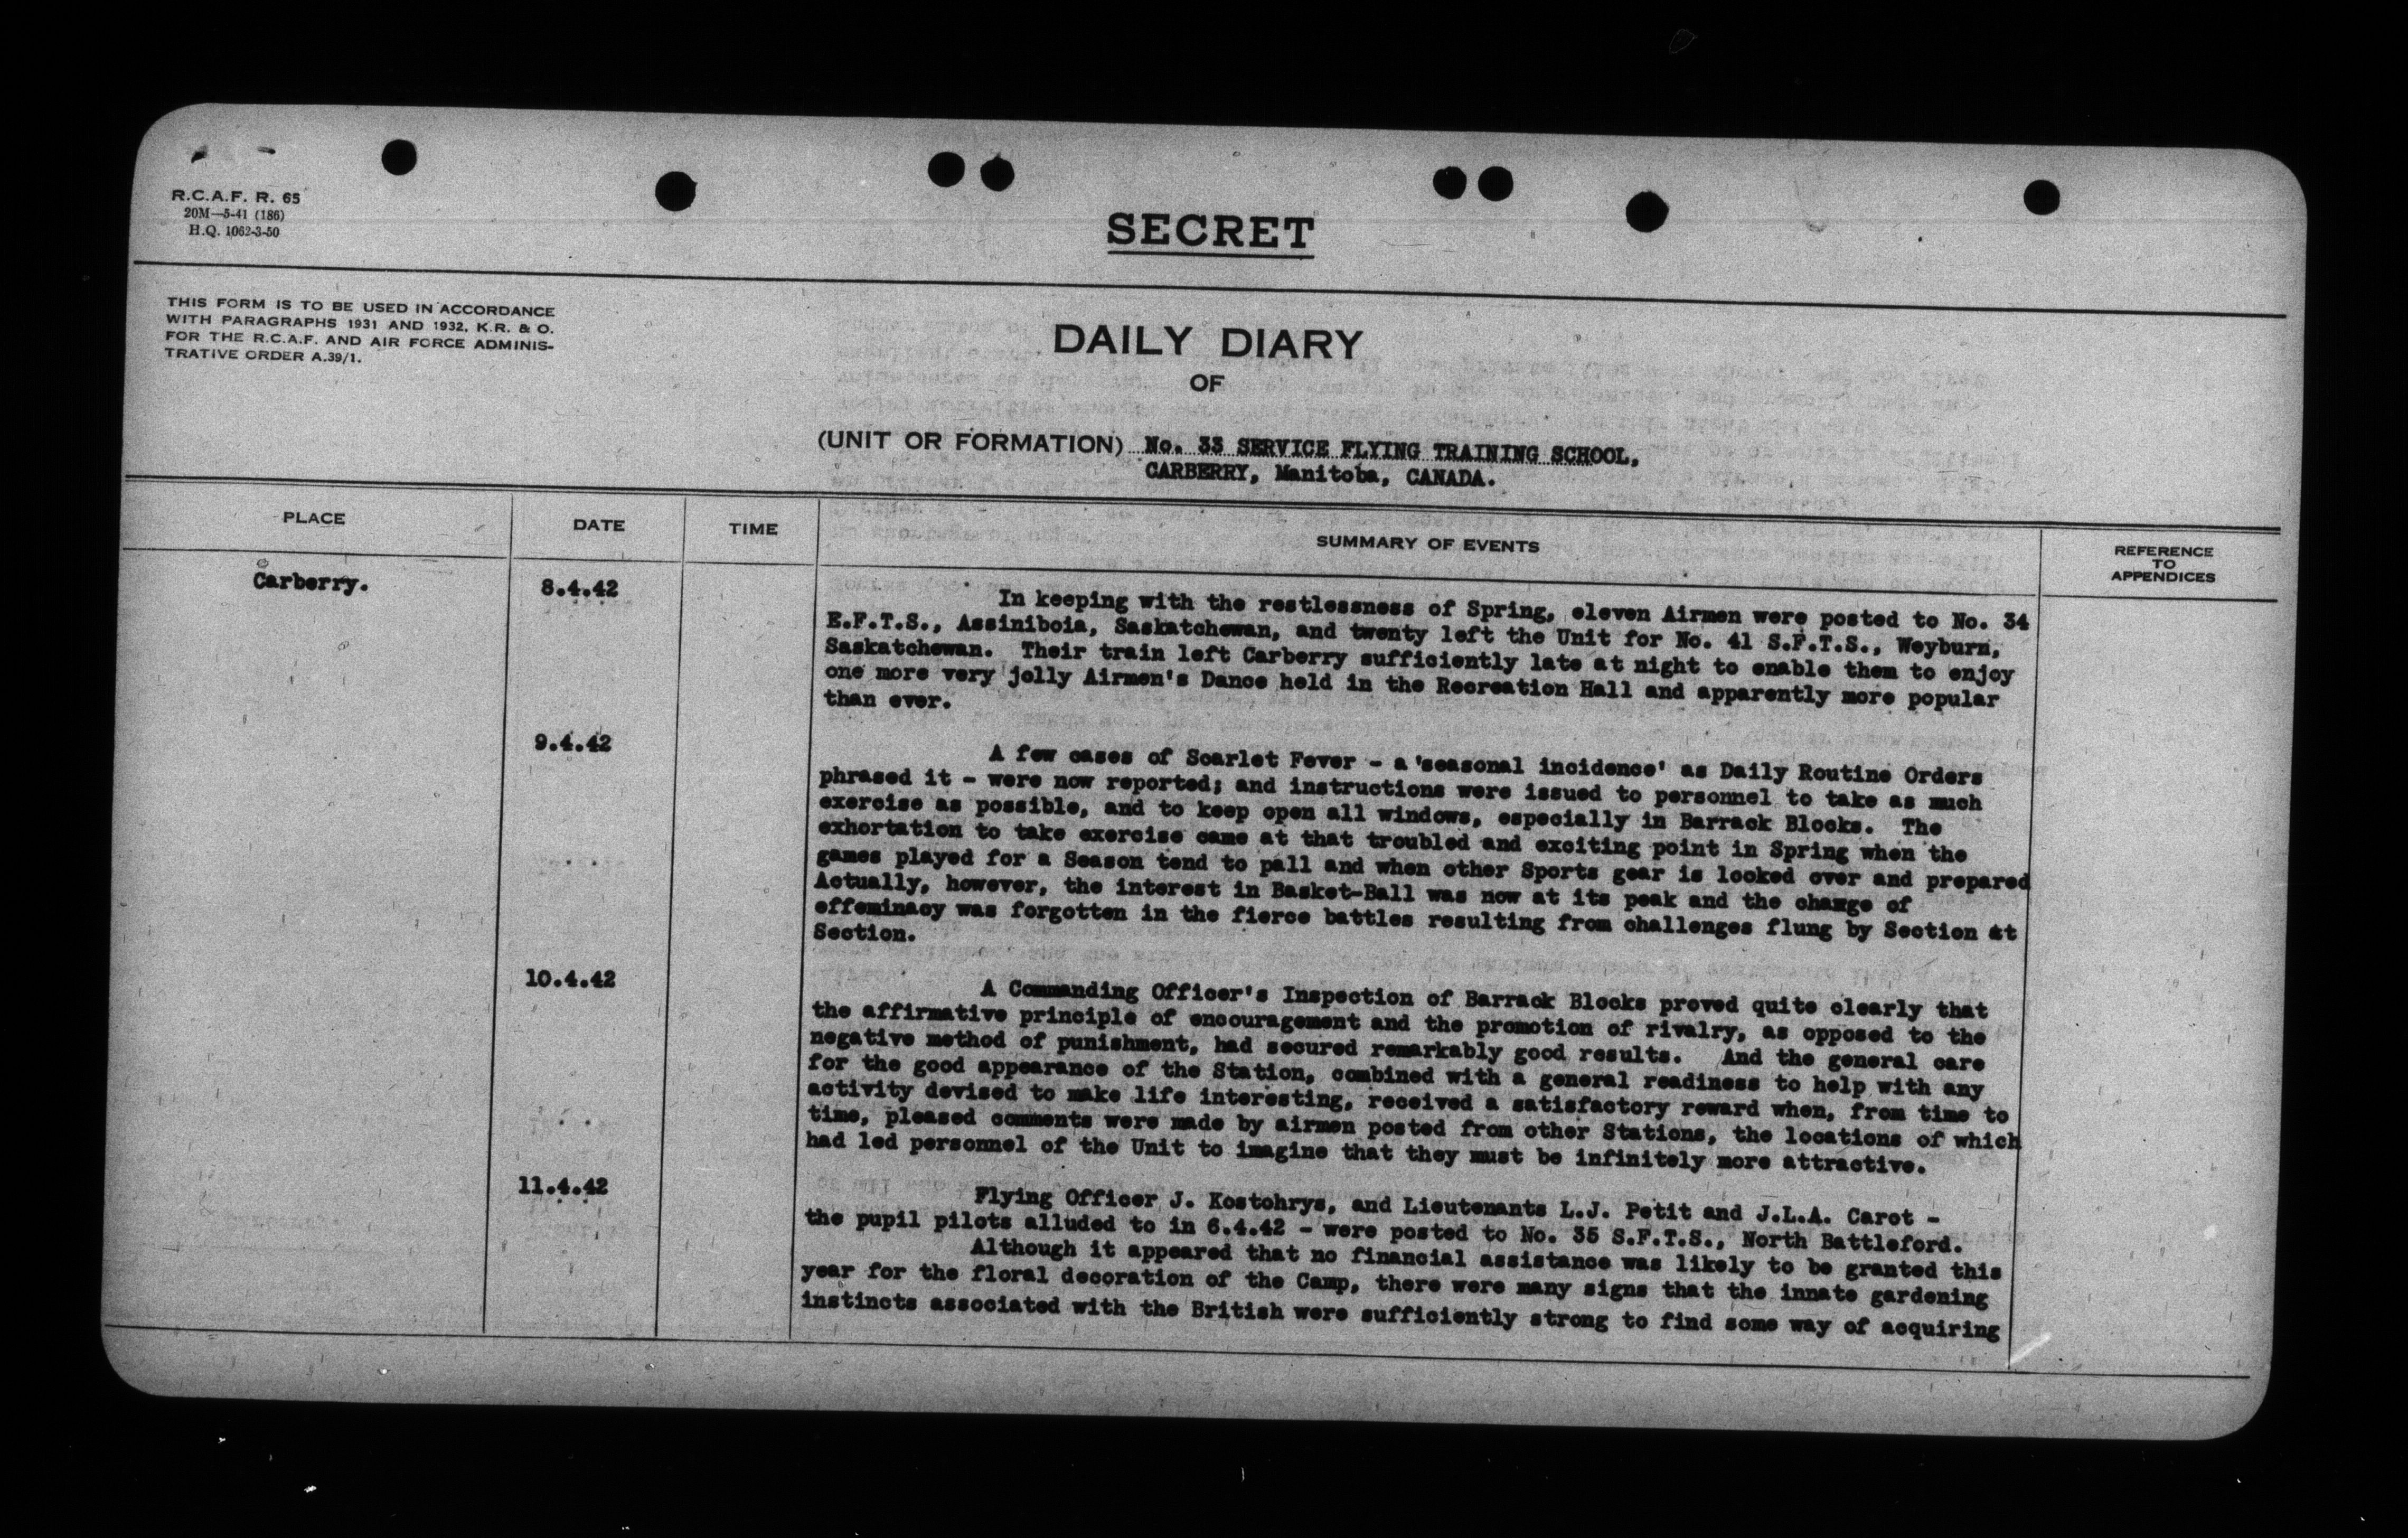 R.C.A.F. R. 65
20M—5-41 (186)
H.Q. 1062-3-50
SECRET
THIS FORM IS TO BE USED IN ACCORDANCE
WITH PARAGRAPHS 1931 AND 1932, K.R. & O.
FOR THE R.C.A.F. AND AIR FORCE ADMINIS-
TRATIVE ORDER A.39/1.
DAILY DIARY
OF
(UNIT OR FORMATION) No. 33 SERVICE FLYING TRAINING SCHOOL,
CARBERRY, Manitoba, CANADA.
PLACE DATE TIME SUMMARY OF EVENTS REFERENCE TO APPENDICES
Carberry. 8.4.42 In keeping with the restlessness of Spring, eleven Airmen were posted to No. 34
E.F.T.S., Assiniboia, Saskatchewan, and twenty left the Unit for No. 41 S.F.T.S., Weyburn,
Saskatchewan. Their train left Carberry sufficiently late at night to enable them to enjoy
one more very jolly Airmen's Dance held in the Recreation Hall and apparently more popular
than ever.
9.4.42 A few cases of Scarlet Fever - a 'seasonal incidence' as Daily Routine Orders
phrased it - were now reported; and instructions were issued to personnel to take as much
exercise as possible, and to keep open all windows, especially in Barrack Blocks. The
exhortation to take exercise came at that troubled and exciting point in Spring when the
games played for a Season tend to pall and when other Sports gear is looked over and prepared
Actually, however, the interest in Basket-Ball was now at its peak and the change of
effeminacy was forgotten in the fierce battles resulting from challenges flung by Section at
Section.
10.4.42 A Commanding Officer's Inspection of Barrack Blocks proved quite clearly that
the affirmative principle of encouragement and the promotion of rivalry, as opposed to the
negative method of punishment, had secured remarkably good results. And the general care
for the good appearance of the Station, combined with a general readiness to help with any
activity devised to make life interesting, received a satisfactory reward when, from time to
time, pleased comments were made by airmen posted from other Stations, the locations of which
had led personnel of the Unit to imagine that they must be infinitely more attractive.
11.4.42 Flying Officer J. Kostohrys, and Lieutenants L.J. Petit and J.L.A. Carot -
the pupil pilots alluded to in 6.4.42 - were posted to No. 35 S.F.T.S., North Battleford.
Although it appeared that no financial assistance was likely to be granted this
year for the floral decoration of the Camp, there were many signs that the innate gardening
instincts associated with the British were sufficiently strong to find some way of acquiring